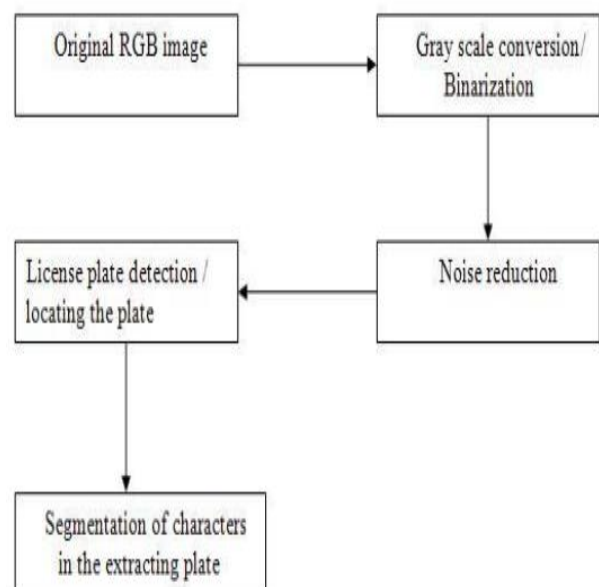 Original RGB image
Gray scale conversion/
Binarization
Noise reduction
License plate detection /
locating the plate
Segmentation of characters
in the extracting plate